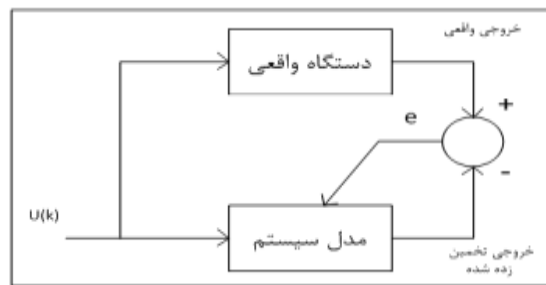 خروجی واقعی
دستگاه واقعی
+
e
-
U(k)
مدل سیستم
خروجی تخمین
زده شده